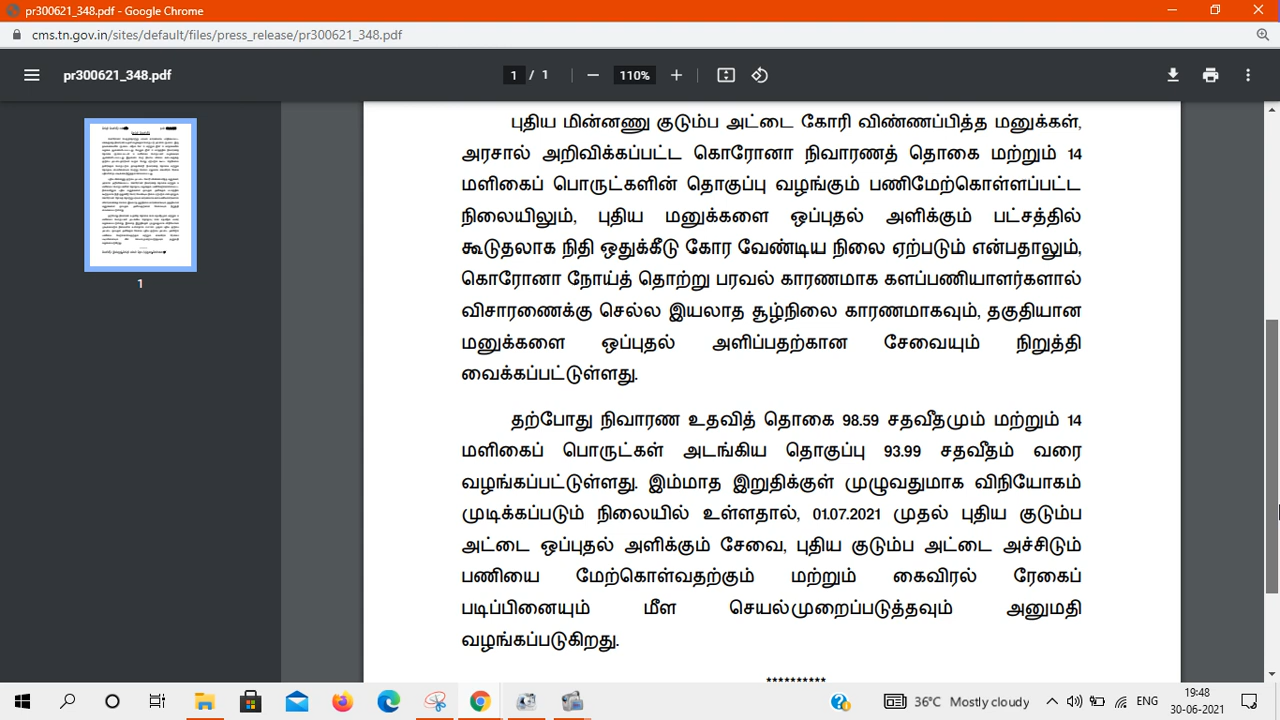 pr300621_348.pdf - Google Chrome
cms.tn.gov.in/sites/default/files/press_release/pr300621_348.pdf
pr300621_348.pdf
1 / 1
110%
புதிய மின்னணு குடும்ப அட்டை கோரி விண்ணப்பித்த மனுக்கள்,
அரசால் அறிவிக்கப்பட்ட கொரோனா நிவாரணத் தொகை மற்றும் 14
மளிகைப் பொருட்களின் தொகுப்பு வழங்கும் பணிமேற்கொள்ளப்பட்ட
நிலையிலும், புதிய மனுக்களை ஒப்புதல் அளிக்கும் பட்சத்தில்
கூடுதலாக நிதி ஒதுக்கீடு கோர வேண்டிய நிலை ஏற்படும் என்பதாலும்,
கொரோனா நோய்த் தொற்று பரவல் காரணமாக களப்பணியாளர்களால்
விசாரணைக்கு செல்ல இயலாத சூழ்நிலை காரணமாகவும், தகுதியான
மனுக்களை ஒப்புதல் அளிப்பதற்கான சேவையும் நிறுத்தி
வைக்கப்பட்டுள்ளது.
தற்போது நிவாரண உதவித் தொகை 98.59 சதவீதமும் மற்றும் 14
மளிகைப் பொருட்கள் அடங்கிய தொகுப்பு 93.99 சதவீதம் வரை
வழங்கப்பட்டுள்ளது. இம்மாத இறுதிக்குள் முழுவதுமாக விநியோகம்
முடிக்கப்படும் நிலையில் உள்ளதால், 01.07.2021 முதல் புதிய குடும்ப
அட்டை ஒப்புதல் அளிக்கும் சேவை, புதிய குடும்ப அட்டை அச்சிடும்
பணியை மேற்கொள்வதற்கும் மற்றும் கைவிரல் ரேகைப்
படிப்பினையும் மீள செயல்முறைப்படுத்தவும் அனுமதி
வழங்கப்படுகிறது.
**********
1
36°C Mostly cloudy
ENG
19:48
30-06-2021